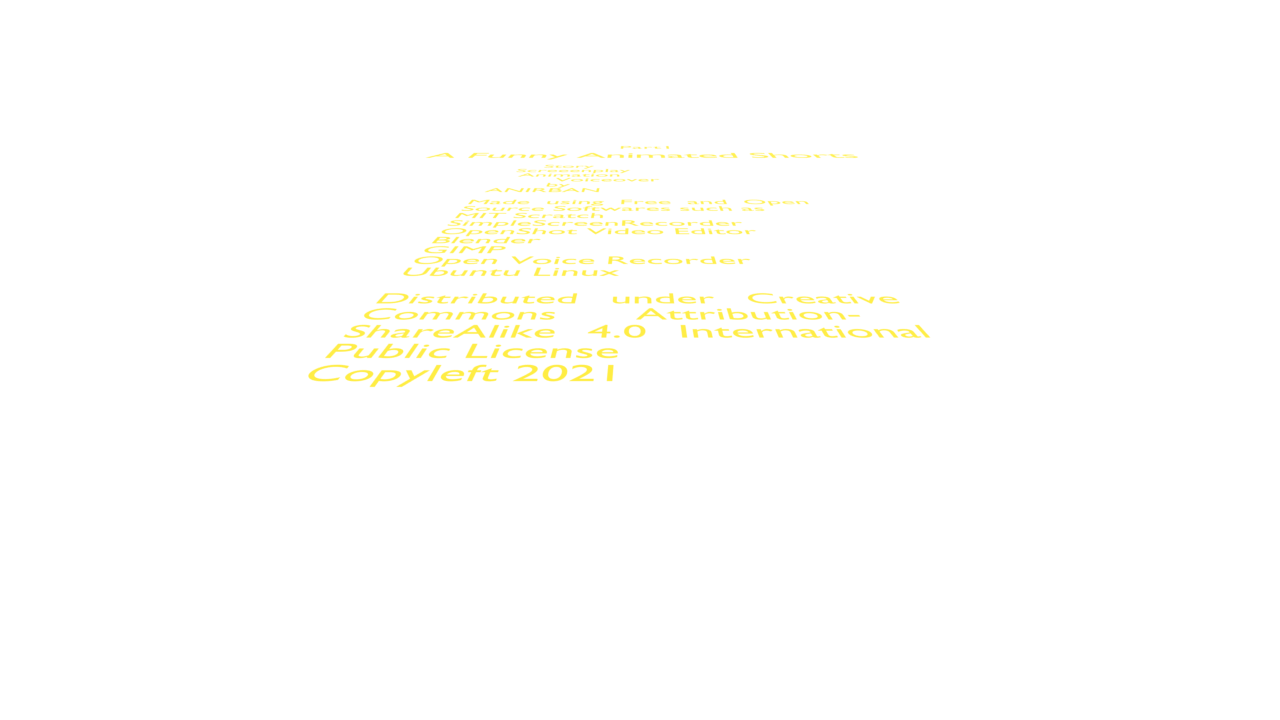 Part I
A Funny Animated Shorts
Story
Screenplay
Animation
Voiceover
by
ANIRBAN
Made using Free and Open
Source Softwares such as
MIT Scratch
SimpleScreenRecorder
OpenShot Video Editor
Blender
GIMP
Open Voice Recorder
Ubuntu Linux
Distributed under Creative
Commons Attribution-
ShareAlike 4.0 International
Public License
Copyleft 2021